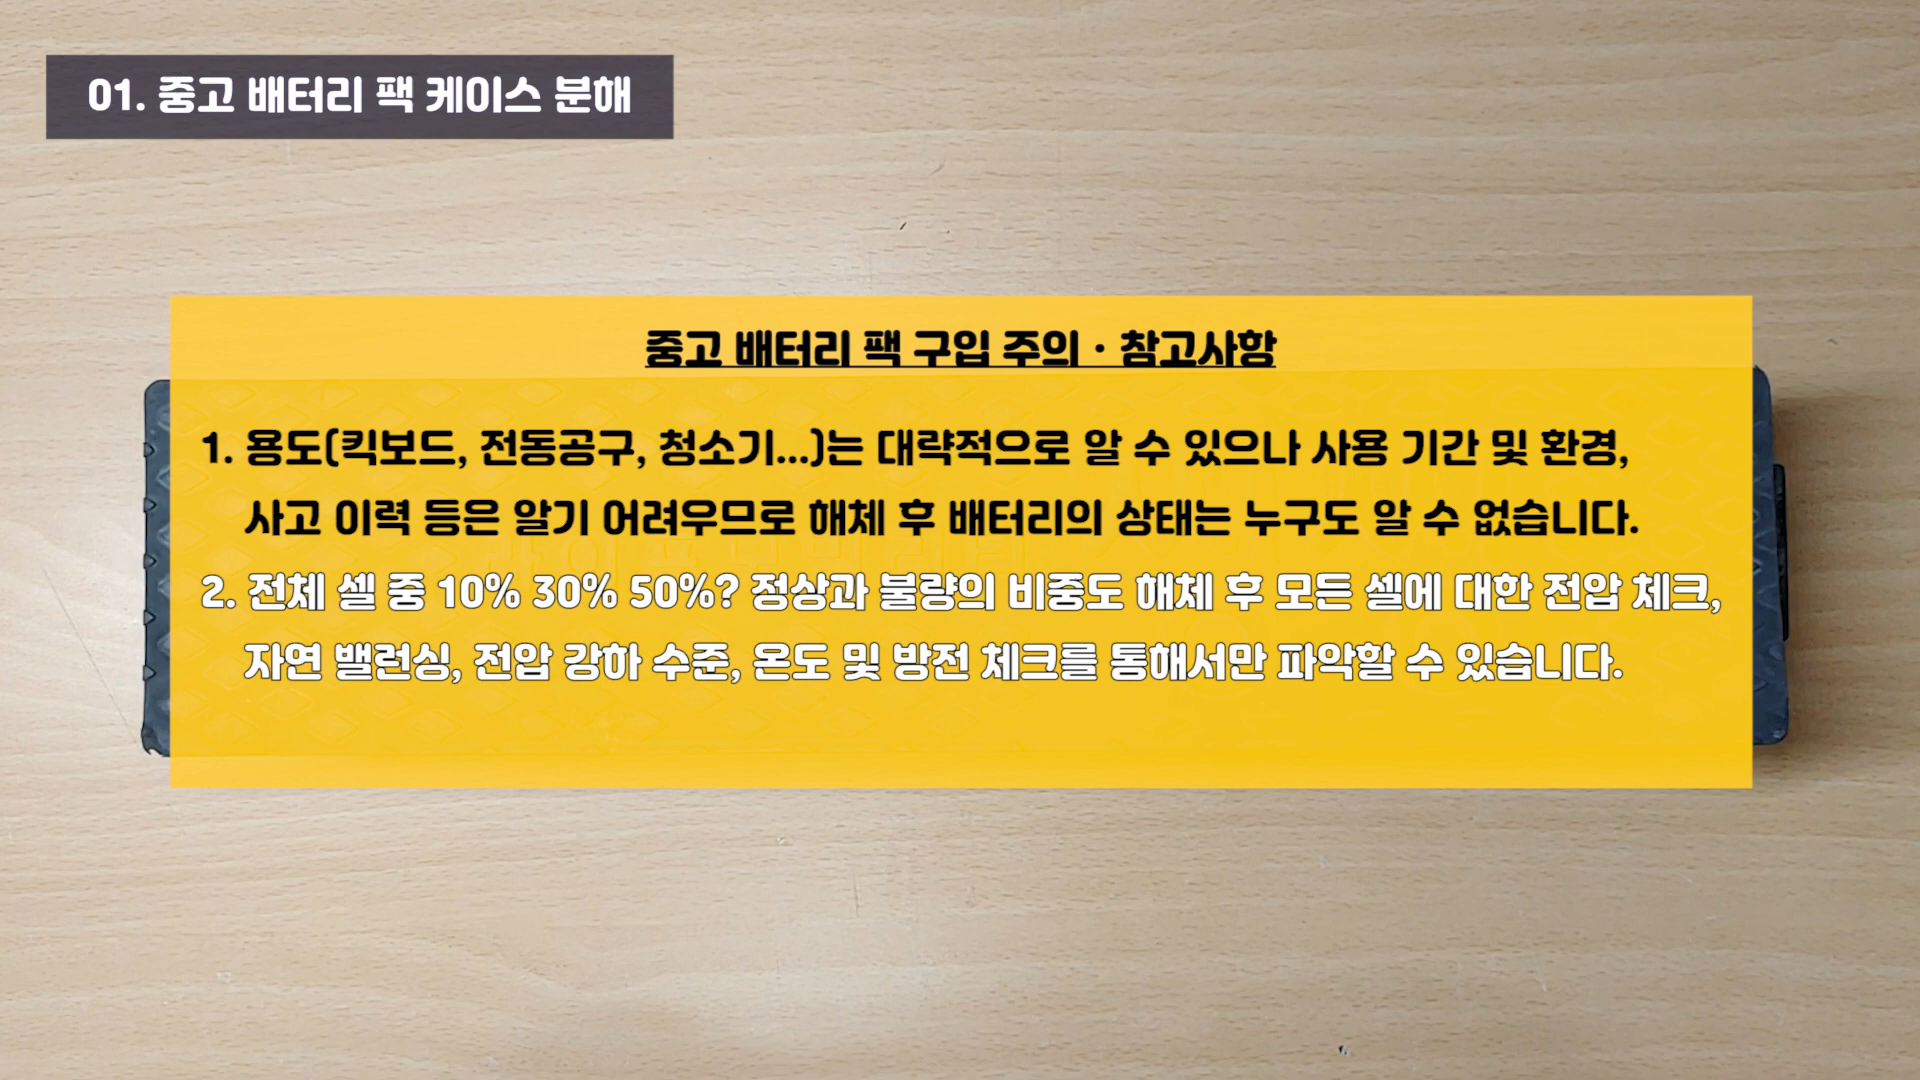 01. 중고 배터리 팩 케이스 분해
중고 배터리 팩 구입 주의 · 참고사항
1. 용도(킥보드, 전동공구, 청소기...)는 대략적으로 알 수 있으나 사용 기간 및 환경,
사고 이력 등은 알기 어려우므로 해체 후 배터리의 상태는 누구도 알 수 없습니다.
2. 전체 셀 중 10% 30% 50%? 정상과 불량의 비중도 해체 후 모든 셀에 대한 전압 체크,
자연 밸런싱, 전압 강하 수준, 온도 및 방전 체크를 통해서만 파악할 수 있습니다.